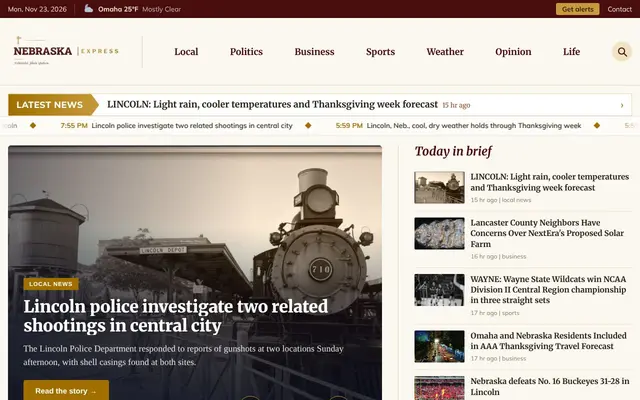 Mon, Nov 23, 2026
Omaha 25°F Mostly Clear
Get alerts
Contact
NEBRASKA
EXPRESS
Local
Politics
Business
Sports
Weather
Opinion
Life
LATEST NEWS
LINCOLN: Light rain, cooler temperatures and Thanksgiving week forecast 15 hr ago
7:55 PM Lincoln police investigate two related shootings in central city
5:59 PM Lincoln, Neb., cool, dry weather holds through Thanksgiving week
LINCOLN DEPOT
710
LOCAL NEWS
Lincoln police investigate two related
shootings in central city
The Lincoln Police Department responded to reports of gunshots at two locations Sunday
afternoon, with shell casings found at both sites.
Read the story →
Today in brief
LINCOLN: Light rain, cooler temperatures
and Thanksgiving week forecast
15 hr ago | local news
Lancaster County Neighbors Have
Concerns Over NextEra's Proposed Solar
Farm
16 hr ago | business
WAYNE: Wayne State Wildcats win NCAA
Division II Central Region championship
in three straight sets
17 hr ago | sports
Omaha and Nebraska Residents Included
in AAA Thanksgiving Travel Forecast
17 hr ago | business
Nebraska defeats No. 16 Buckeyes 31-28 in
Lincoln